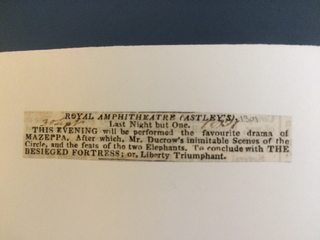 ROYAL AMPHITHEATRE (ASTLEY'S),
Last Night but One.
THIS EVENING will be performed the favourite drama of
MAZEPPA. After which, Mr. Ducrow's inimitable Scenes of the
Circle, and the feats of the two Elephants. To conclude with THE
BESIEGED FORTRESS; or, Liberty Triumphant.